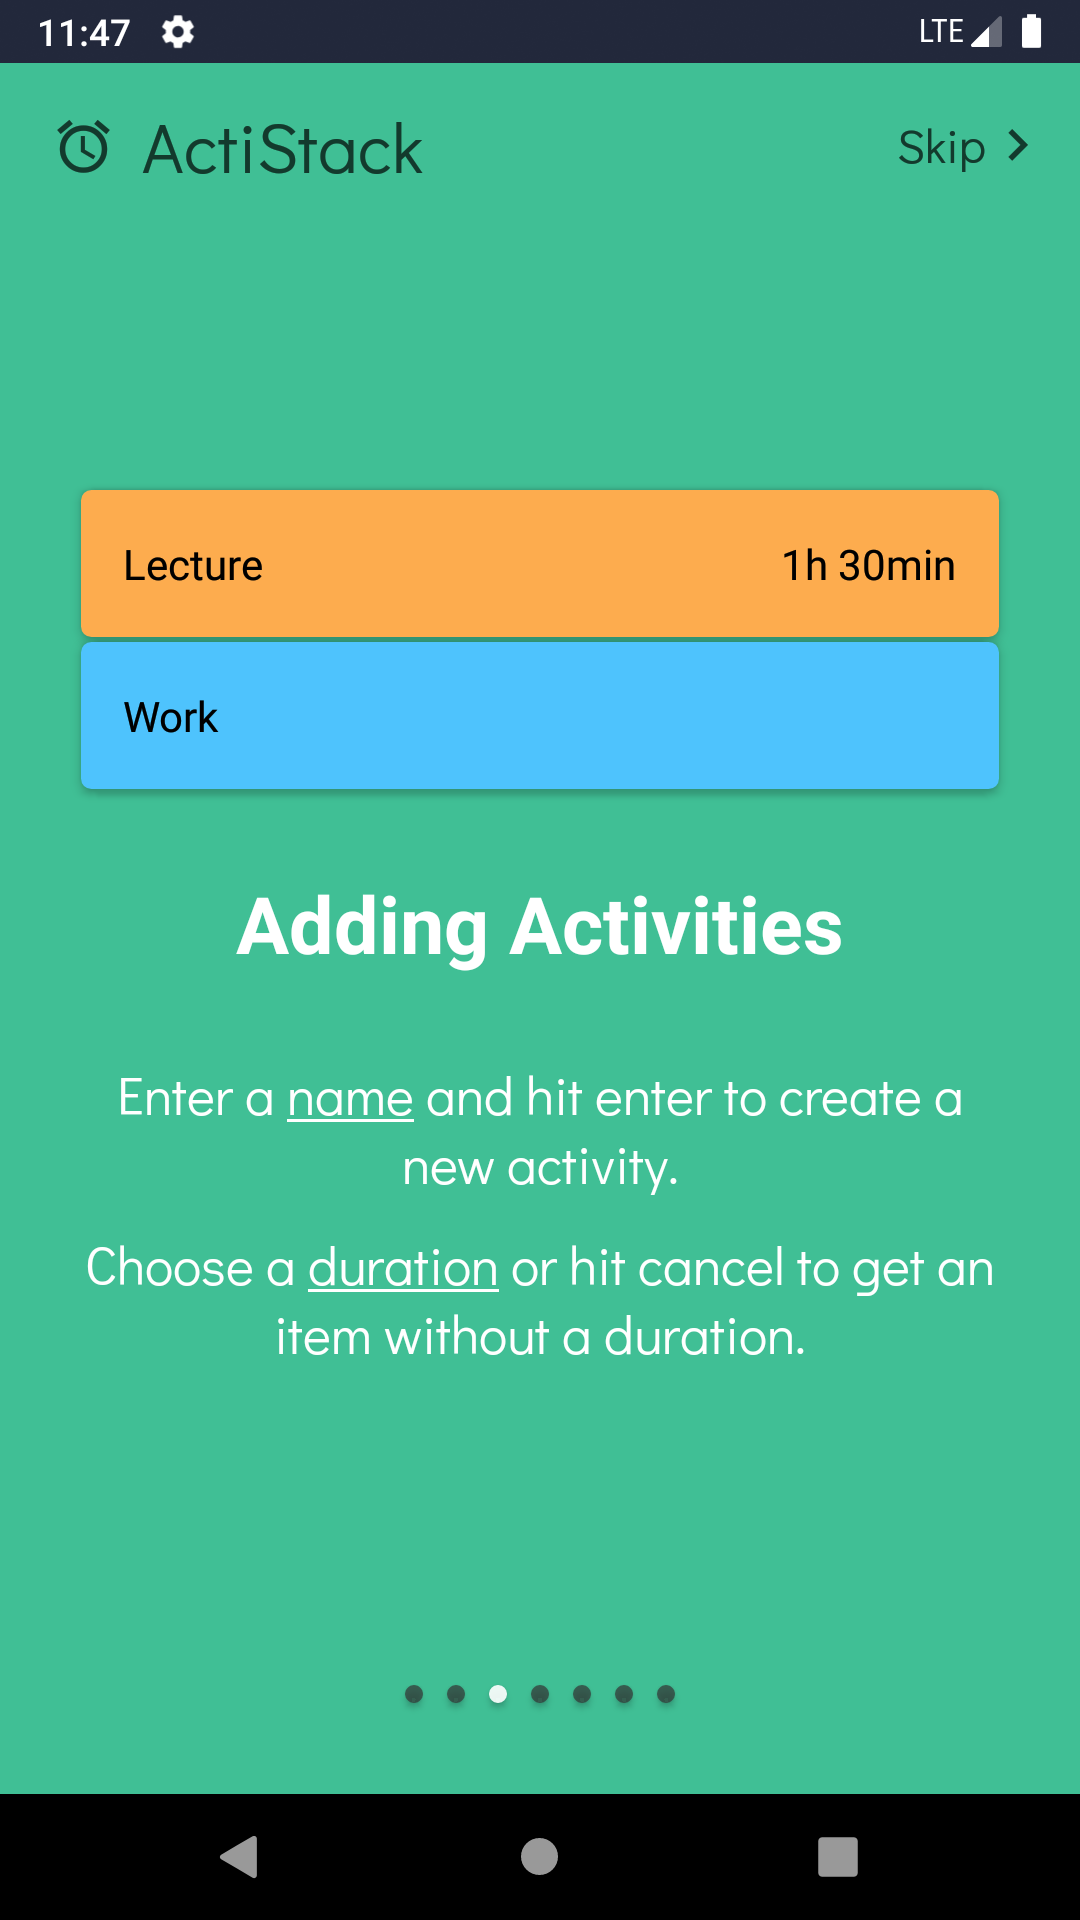 11:47 LTE
ActiStack Skip
Lecture 1h 30min
Work
Adding Activities
Enter a name and hit enter to create a
new activity.
Choose a duration or hit cancel to get an
item without a duration.